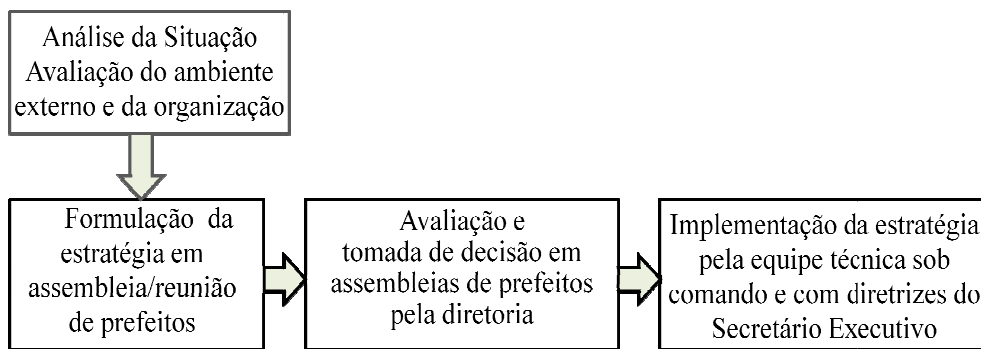 Análise da Situação
Avaliação do ambiente
externo e da organização
Formulação da
estratégia em
assembleia/reunião
de prefeitos
Avaliação e
tomada de decisão em
assembleias de prefeitos
pela diretoria
Implementação da estratégia
pela equipe técnica sob
comando e com diretrizes do
Secretário Executivo